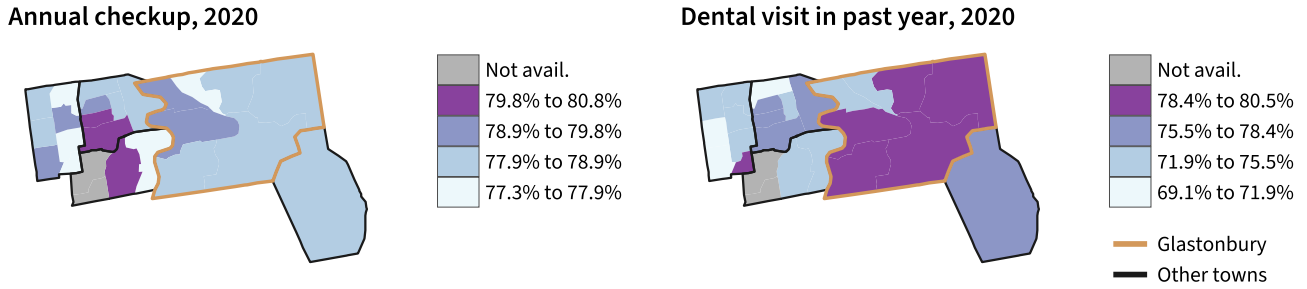 Annual checkup, 2020
Not avail.
79.8% to 80.8%
78.9% to 79.8%
77.9% to 78.9%
77.3% to 77.9%
Dental visit in past year, 2020
Not avail.
78.4% to 80.5%
75.5% to 78.4%
71.9% to 75.5%
69.1% to 71.9%
Glastonbury
Other towns